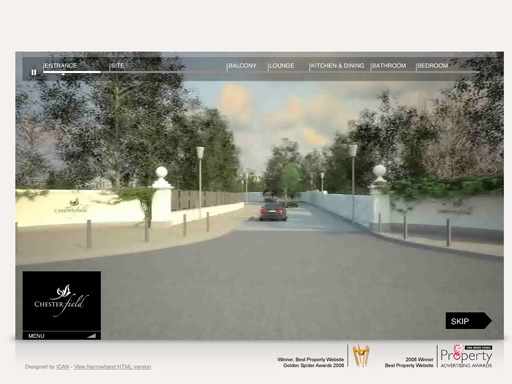 ENTRANCE
SITE
BALCONY
LOUNGE
KITCHEN & DINING
BATHROOM
BEDROOM
CHESTERfield
CHESTERfield
SKIP
MENU
Winner, Best Property Website
Golden Spider Awards 2008
2008 Winner
Best Property Website
Property
ADVERTISING AWARDS
Designed by ICAN - View Narrowband HTML version